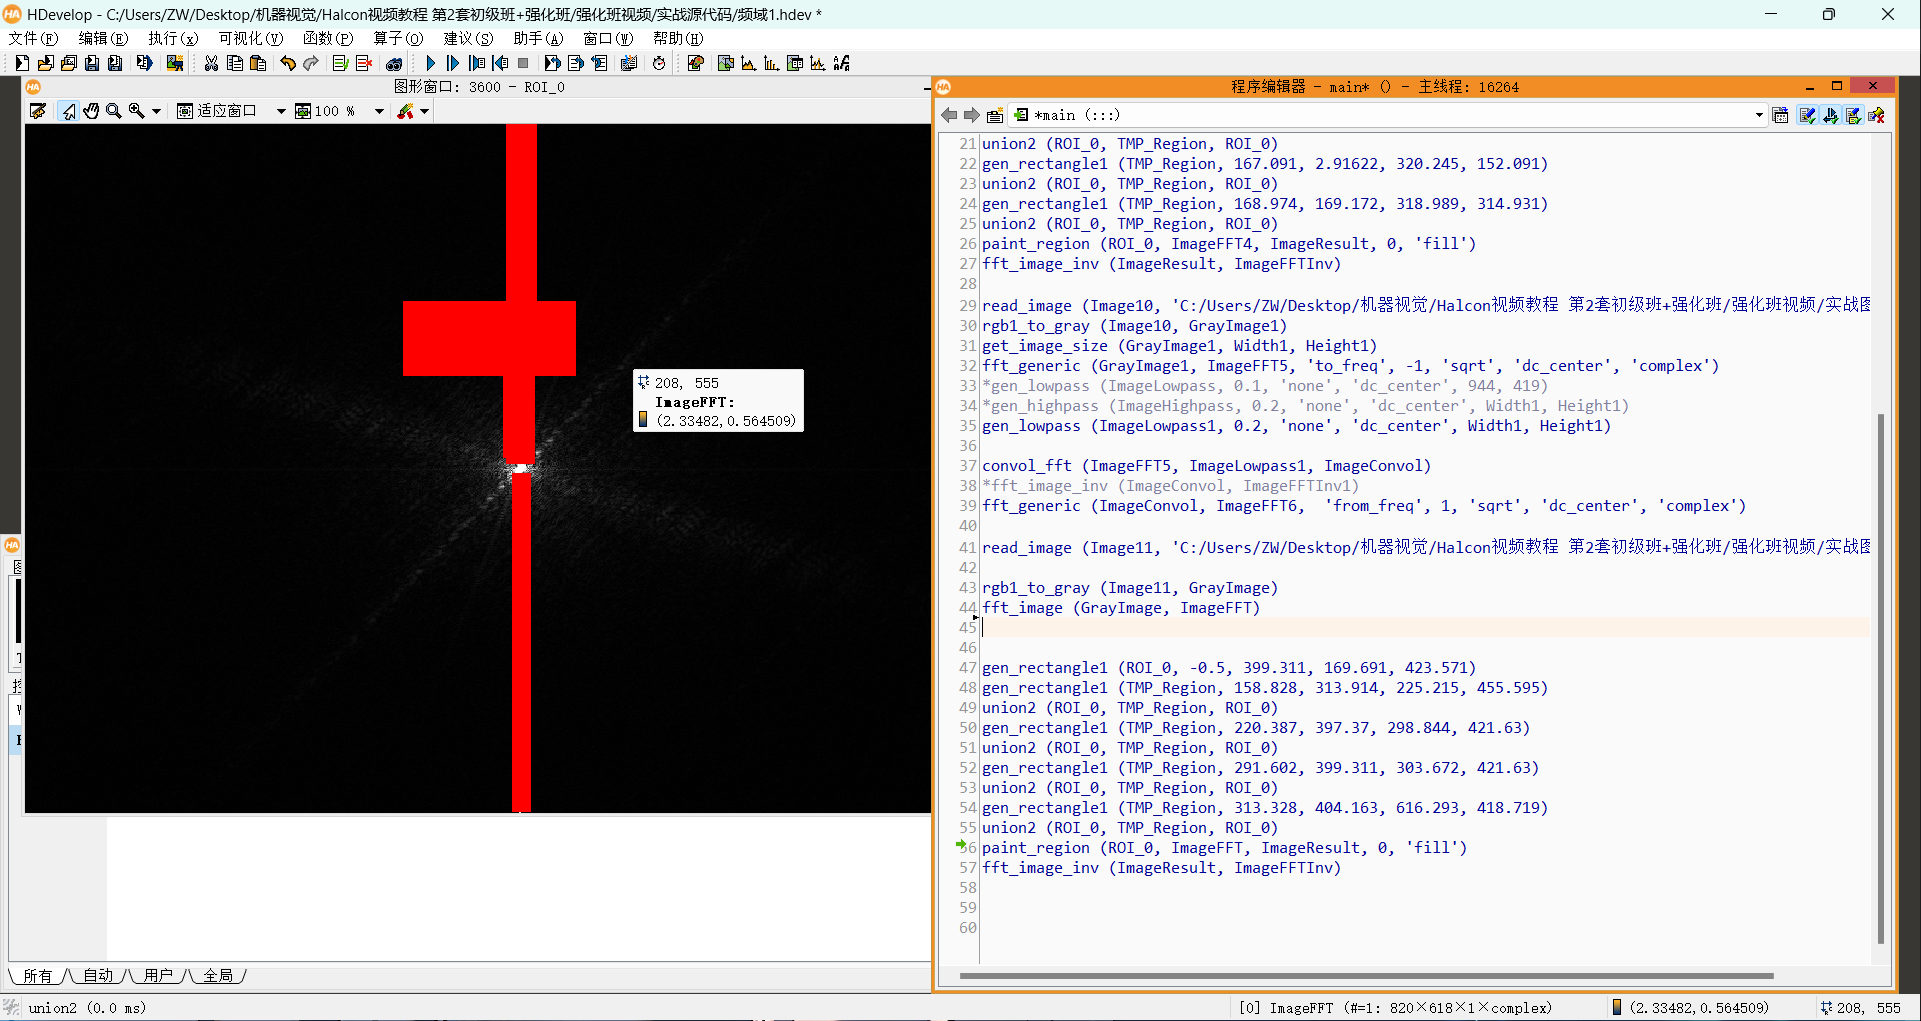 HDevelop - C:/Users/ZW/Desktop/机器视觉/Halcon视频教程 第2套初级班+强化班/强化班视频/实战源代码/频域1.hdev *
文件(F) 编辑(E) 执行(x) 可视化(V) 函数(P) 算子(O) 建议(S) 助手(A) 窗口(W) 帮助(H)
图形窗口: 3600 - ROI_0
适应窗口 100 %
208, 555
ImageFFT:
(2.33482,0.564509)
所有 自动 用户 全局
程序编辑器 - main* () - 主线程: 16264
*main (:::)
21 union2 (ROI_0, TMP_Region, ROI_0)
22 gen_rectangle1 (TMP_Region, 167.091, 2.91622, 320.245, 152.091)
23 union2 (ROI_0, TMP_Region, ROI_0)
24 gen_rectangle1 (TMP_Region, 168.974, 169.172, 318.989, 314.931)
25 union2 (ROI_0, TMP_Region, ROI_0)
26 paint_region (ROI_0, ImageFFT4, ImageResult, 0, 'fill')
27 fft_image_inv (ImageResult, ImageFFTInv)
28
29 read_image (Image10, 'C:/Users/ZW/Desktop/机器视觉/Halcon视频教程 第2套初级班+强化班/强化班视频/实战图
30 rgb1_to_gray (Image10, GrayImage1)
31 get_image_size (GrayImage1, Width1, Height1)
32 fft_generic (GrayImage1, ImageFFT5, 'to_freq', -1, 'sqrt', 'dc_center', 'complex')
33 *gen_lowpass (ImageLowpass, 0.1, 'none', 'dc_center', 944, 419)
34 *gen_highpass (ImageHighpass, 0.2, 'none', 'dc_center', Width1, Height1)
35 gen_lowpass (ImageLowpass1, 0.2, 'none', 'dc_center', Width1, Height1)
36
37 convol_fft (ImageFFT5, ImageLowpass1, ImageConvol)
38 *fft_image_inv (ImageConvol, ImageFFTInv1)
39 fft_generic (ImageConvol, ImageFFT6,  'from_freq', 1, 'sqrt', 'dc_center', 'complex')
40
41 read_image (Image11, 'C:/Users/ZW/Desktop/机器视觉/Halcon视频教程 第2套初级班+强化班/强化班视频/实战图
42
43 rgb1_to_gray (Image11, GrayImage)
44 fft_image (GrayImage, ImageFFT)
45
46
47 gen_rectangle1 (ROI_0, -0.5, 399.311, 169.691, 423.571)
48 gen_rectangle1 (TMP_Region, 158.828, 313.914, 225.215, 455.595)
49 union2 (ROI_0, TMP_Region, ROI_0)
50 gen_rectangle1 (TMP_Region, 220.387, 397.37, 298.844, 421.63)
51 union2 (ROI_0, TMP_Region, ROI_0)
52 gen_rectangle1 (TMP_Region, 291.602, 399.311, 303.672, 421.63)
53 union2 (ROI_0, TMP_Region, ROI_0)
54 gen_rectangle1 (TMP_Region, 313.328, 404.163, 616.293, 418.719)
55 union2 (ROI_0, TMP_Region, ROI_0)
56 paint_region (ROI_0, ImageFFT, ImageResult, 0, 'fill')
57 fft_image_inv (ImageResult, ImageFFTInv)
58
59
60
union2 (0.0 ms)
[0] ImageFFT (#=1: 820×618×1×complex)
(2.33482,0.564509)
208, 555